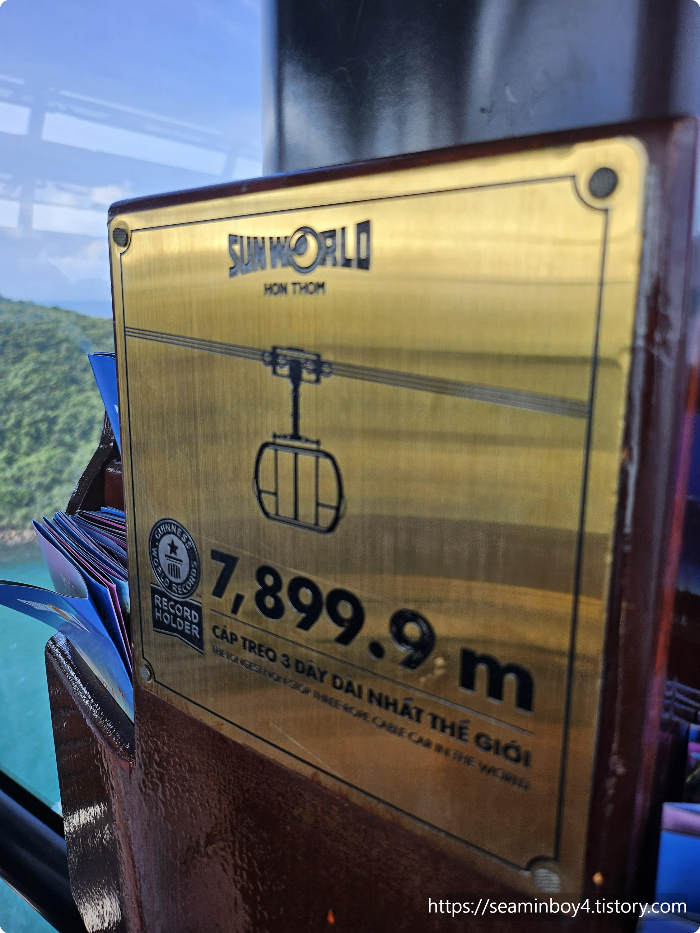 SUN WORLD
HON THOM
GUINNESS WORLD RECORDS
RECORD
HOLDER
7,899.9 m
CÁP TREO 3 DÂY DÀI NHẤT THẾ GIỚI
THE LONGEST NON-STOP THREE-ROPE CABLE CAR IN THE WORLD
https://seaminboy4.tistory.com